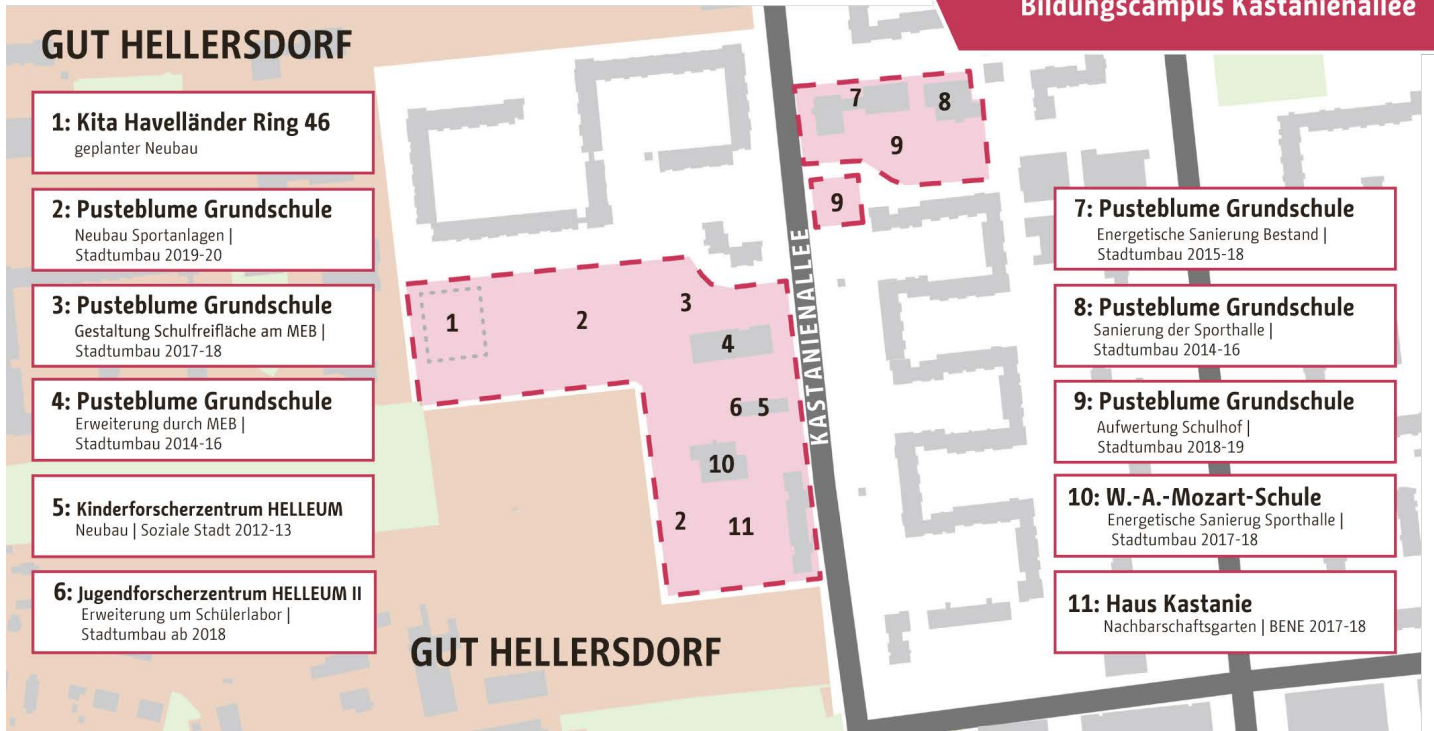 Bildungscampus Kastanienallee
GUT HELLERSDORF
1: Kita Havelländer Ring 46
geplanter Neubau
2: Pusteblume Grundschule
Neubau Sportanlagen |
Stadtumbau 2019-20
3: Pusteblume Grundschule
Gestaltung Schulfreifläche am MEB |
Stadtumbau 2017-18
4: Pusteblume Grundschule
Erweiterung durch MEB |
Stadtumbau 2014-16
5: Kinderforscherzentrum HELLEUM
Neubau | Soziale Stadt 2012-13
6: Jugendforscherzentrum HELLEUM II
Erweiterung um Schülerlabor |
Stadtumbau ab 2018
7
8
9
9
1
2
3
4
6 5
10
2
11
KASTANIENALLEE
GUT HELLERSDORF
7: Pusteblume Grundschule
Energetische Sanierung Bestand |
Stadtumbau 2015-18
8: Pusteblume Grundschule
Sanierung der Sporthalle |
Stadtumbau 2014-16
9: Pusteblume Grundschule
Aufwertung Schulhof |
Stadtumbau 2018-19
10: W.-A.-Mozart-Schule
Energetische Sanierug Sporthalle |
Stadtumbau 2017-18
11: Haus Kastanie
Nachbarschaftsgarten | BENE 2017-18